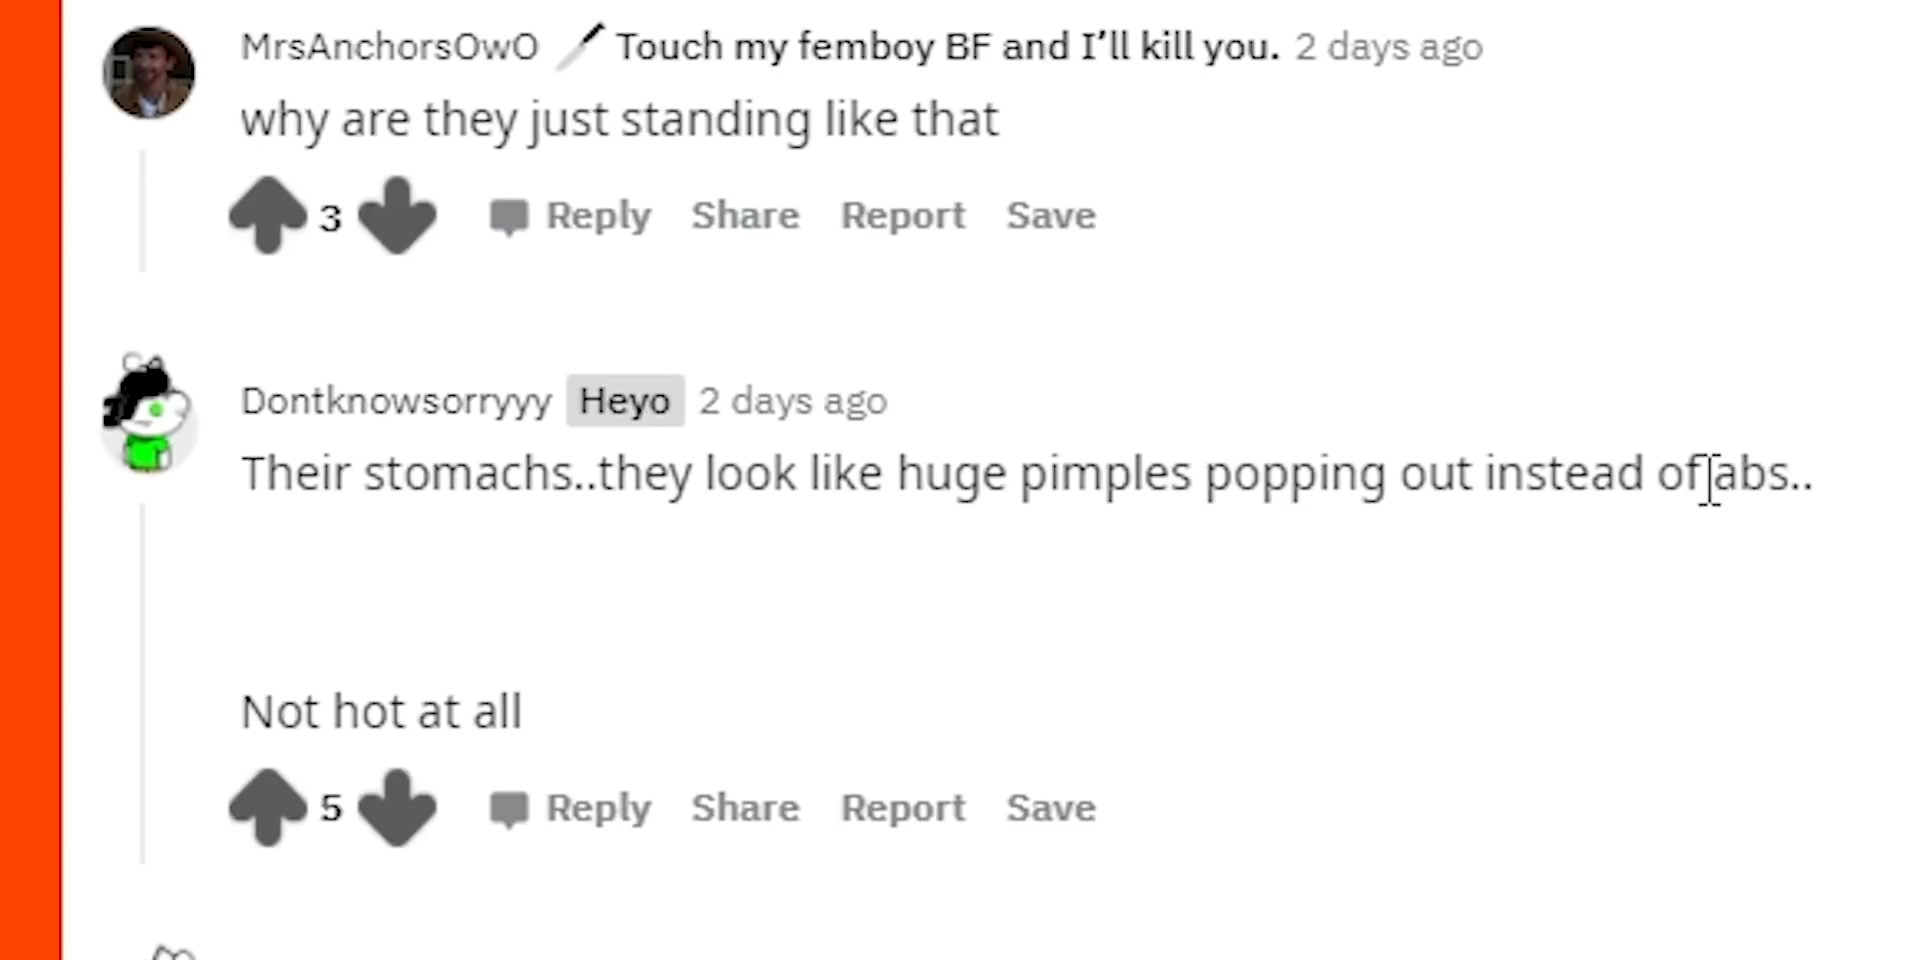 MrsAnchorsOwO 🔪 Touch my femboy BF and I'll kill you. 2 days ago
why are they just standing like that
3 Reply Share Report Save
Dontknowsorryyy Heyo 2 days ago
Their stomachs..they look like huge pimples popping out instead of abs..
Not hot at all
5 Reply Share Report Save